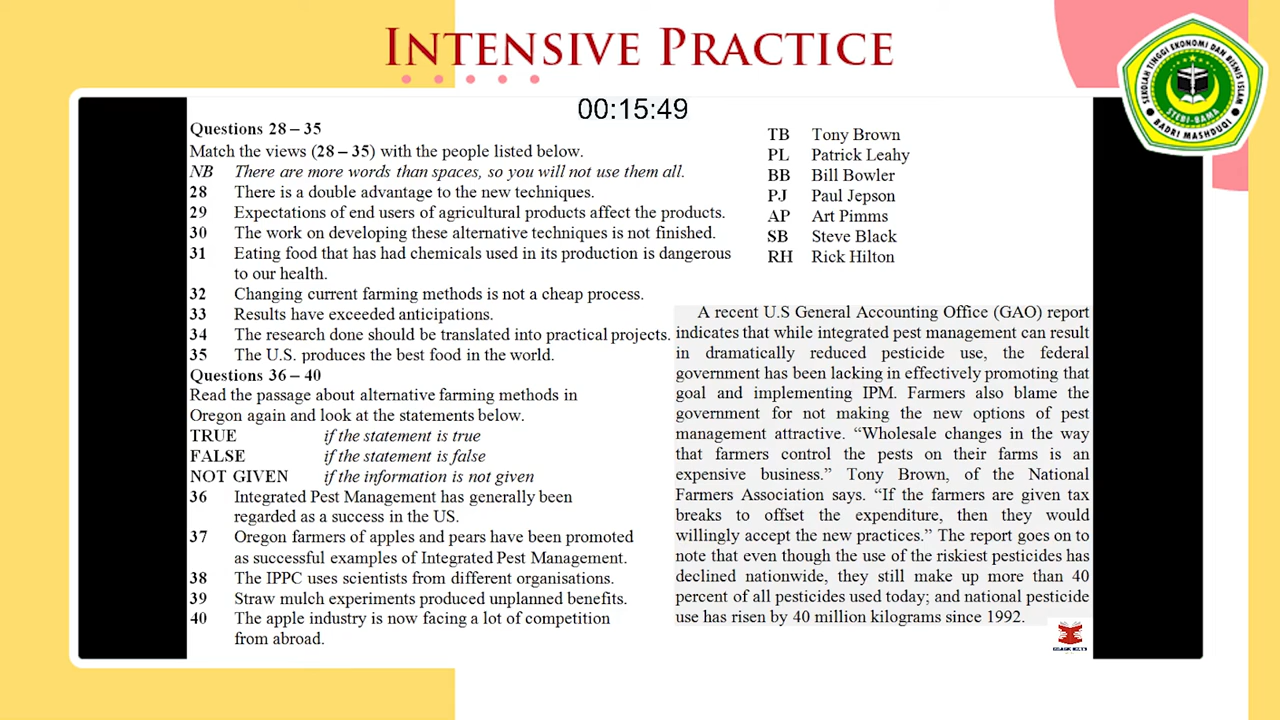 INTENSIVE PRACTICE
SEKOLAH TINGGI EKONOMI DAN BISNIS ISLAM
STEBI-BAMA
BADRI MASHDUQI
00:15:49
Questions 28 – 35
Match the views (28 – 35) with the people listed below.
NB There are more words than spaces, so you will not use them all.
28 There is a double advantage to the new techniques.
29 Expectations of end users of agricultural products affect the products.
30 The work on developing these alternative techniques is not finished.
31 Eating food that has had chemicals used in its production is dangerous
to our health.
32 Changing current farming methods is not a cheap process.
33 Results have exceeded anticipations.
34 The research done should be translated into practical projects.
35 The U.S. produces the best food in the world.
Questions 36 – 40
Read the passage about alternative farming methods in
Oregon again and look at the statements below.
TRUE if the statement is true
FALSE if the statement is false
NOT GIVEN if the information is not given
36 Integrated Pest Management has generally been
regarded as a success in the US.
37 Oregon farmers of apples and pears have been promoted
as successful examples of Integrated Pest Management.
38 The IPPC uses scientists from different organisations.
39 Straw mulch experiments produced unplanned benefits.
40 The apple industry is now facing a lot of competition
from abroad.
TB Tony Brown
PL Patrick Leahy
BB Bill Bowler
PJ Paul Jepson
AP Art Pimms
SB Steve Black
RH Rick Hilton
A recent U.S General Accounting Office (GAO) report
indicates that while integrated pest management can result
in dramatically reduced pesticide use, the federal
government has been lacking in effectively promoting that
goal and implementing IPM. Farmers also blame the
government for not making the new options of pest
management attractive. “Wholesale changes in the way
that farmers control the pests on their farms is an
expensive business.” Tony Brown, of the National
Farmers Association says. “If the farmers are given tax
breaks to offset the expenditure, then they would
willingly accept the new practices.” The report goes on to
note that even though the use of the riskiest pesticides has
declined nationwide, they still make up more than 40
percent of all pesticides used today; and national pesticide
use has risen by 40 million kilograms since 1992.